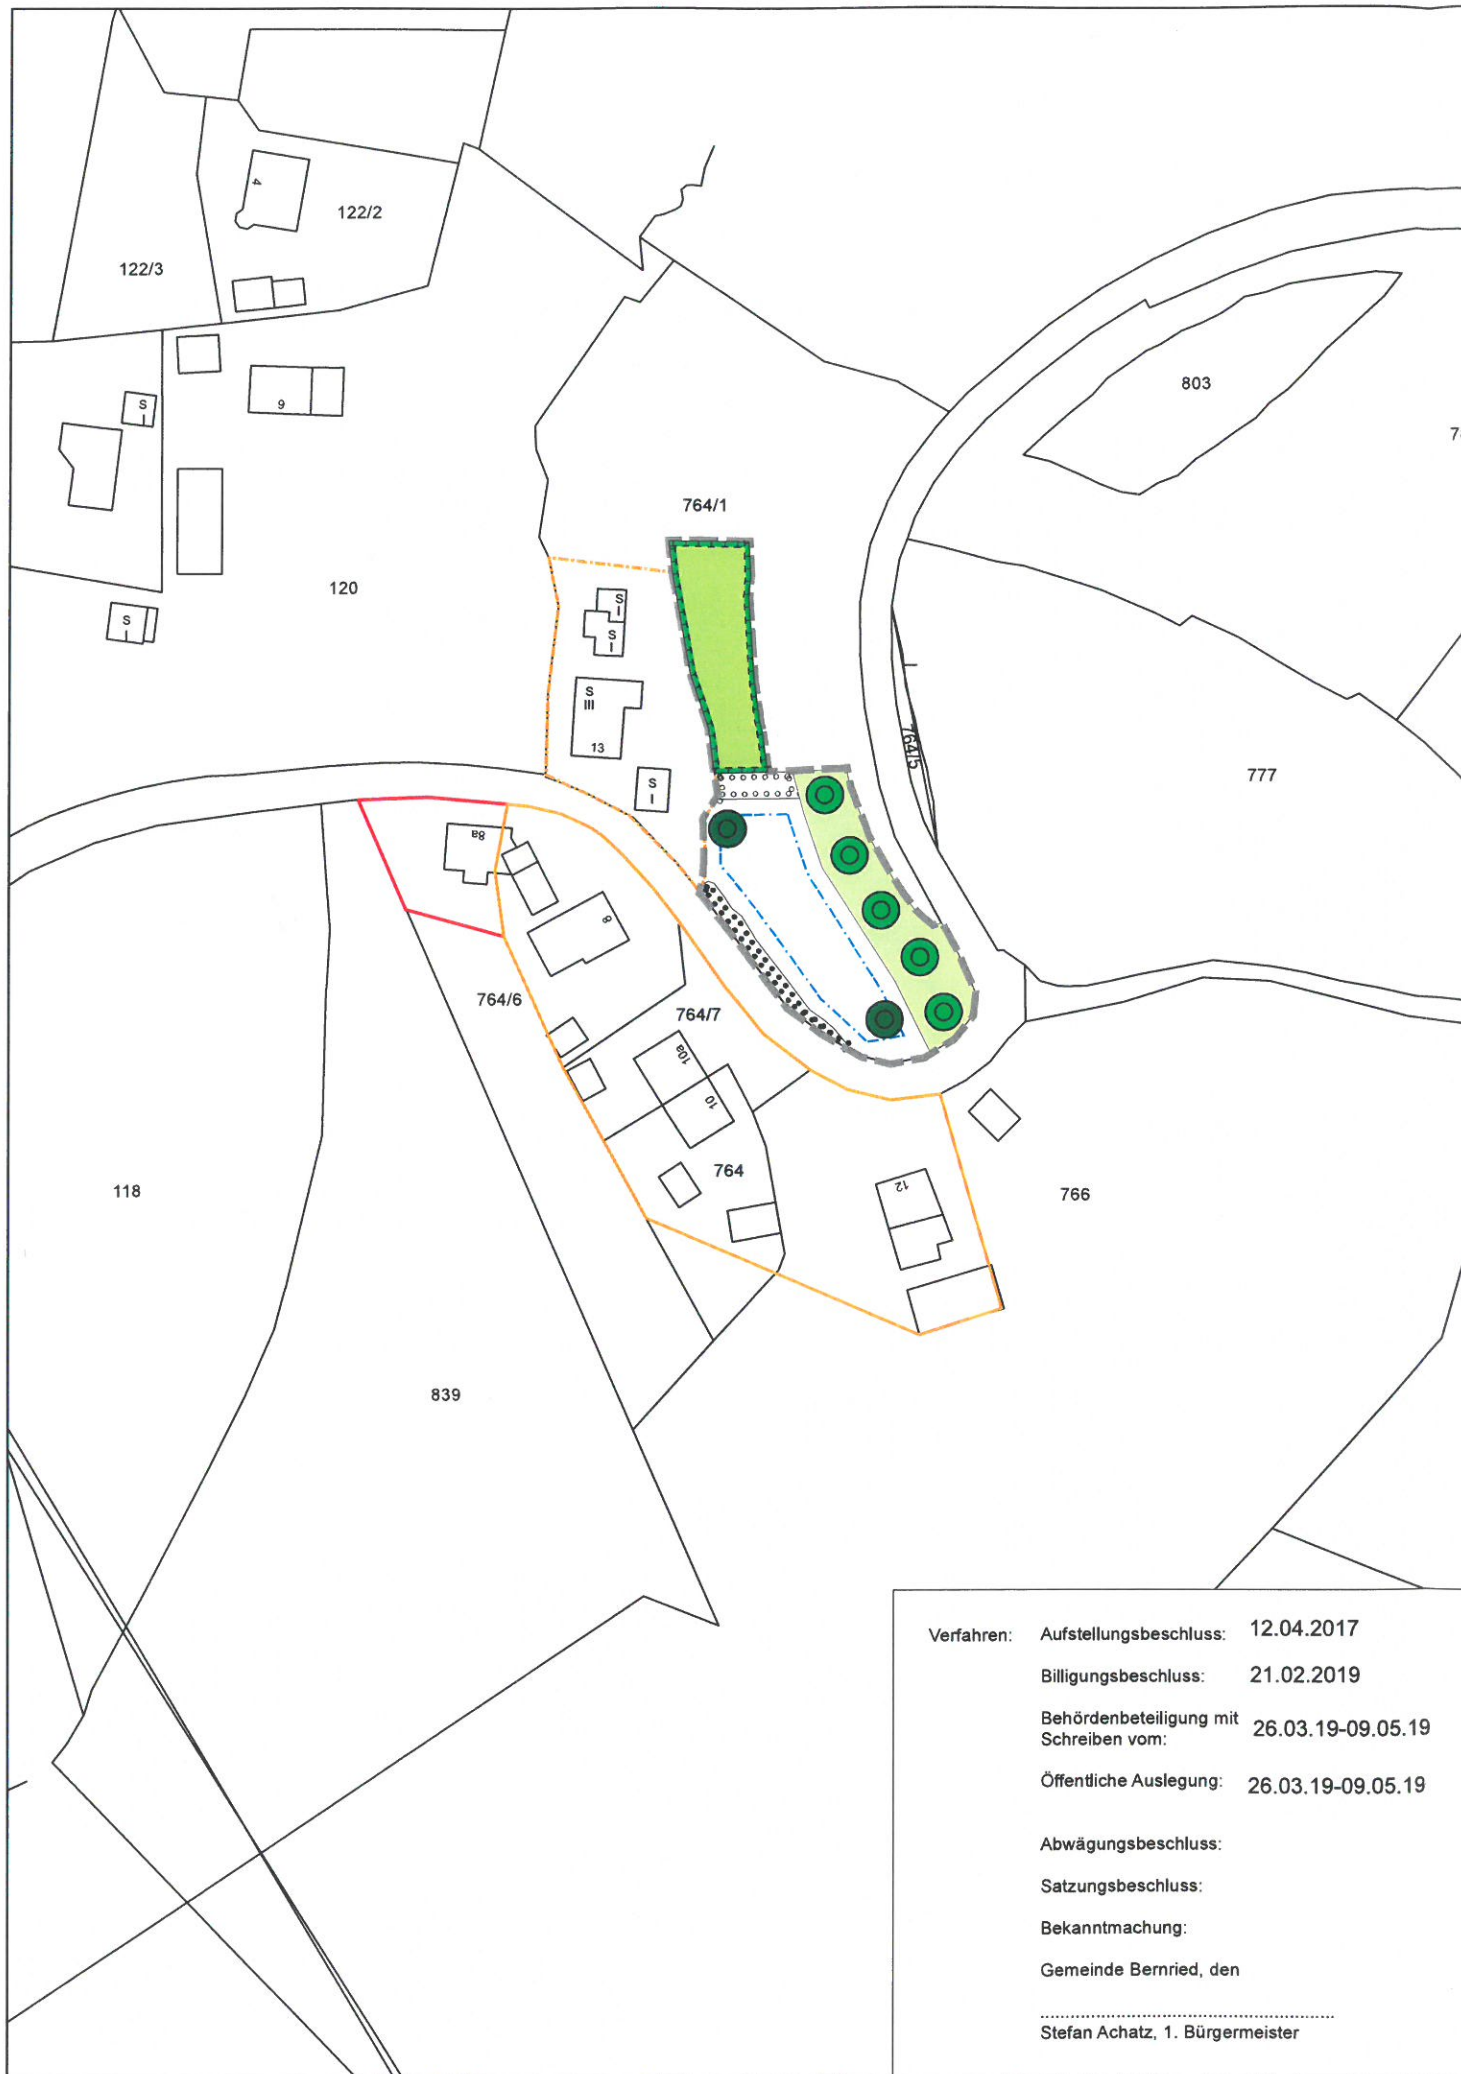 4
122/2
122/3
803
S
I
9
764/1
120
S
I
S
I
S
I
S
III
13
S
I
764/5
777
8a
8
764/6
764/7
10a
10
764
118
12
766
839
Verfahren: Aufstellungsbeschluss: 12.04.2017
Billigungsbeschluss: 21.02.2019
Behördenbeteiligung mit
Schreiben vom: 26.03.19-09.05.19
Öffentliche Auslegung: 26.03.19-09.05.19
Abwägungsbeschluss:
Satzungsbeschluss:
Bekanntmachung:
Gemeinde Bernried, den
Stefan Achatz, 1. Bürgermeister